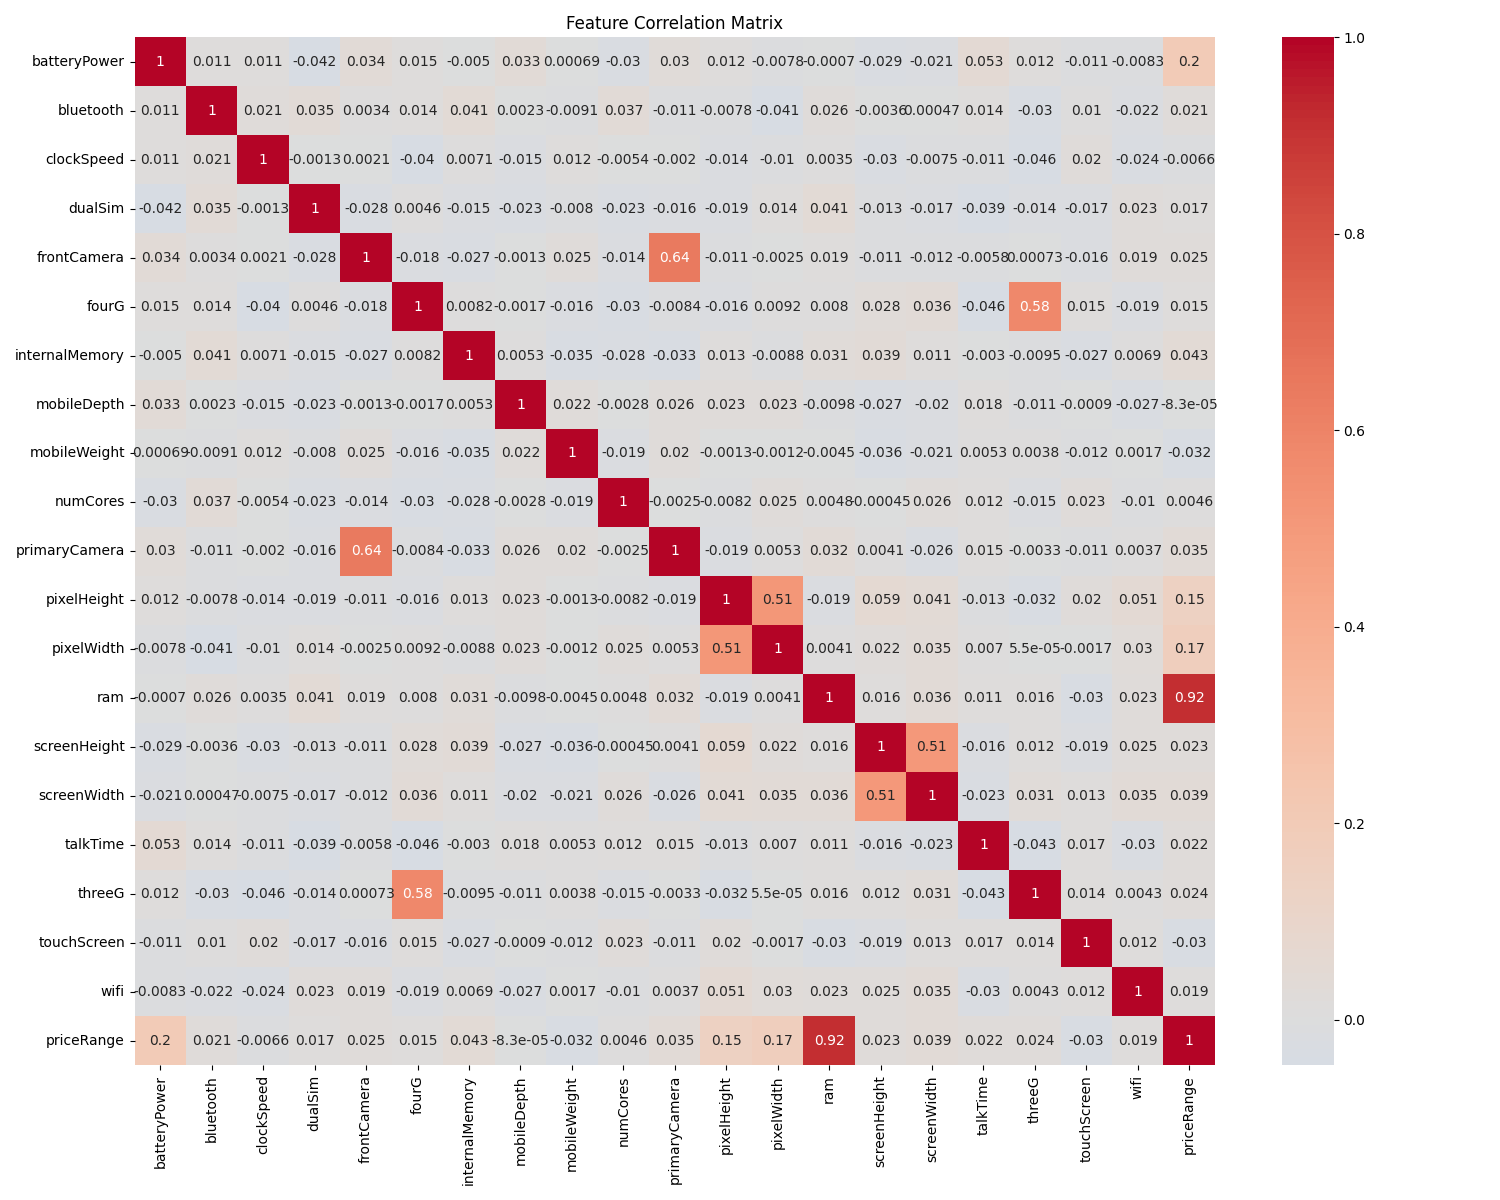 Feature Correlation Matrix
batteryPower 1 0.011 0.011 -0.042 0.034 0.015 -0.005 0.033 0.00069 -0.03 0.03 0.012 -0.0078 -0.0007 -0.029 -0.021 0.053 0.012 -0.011 -0.0083 0.2
bluetooth 0.011 1 0.021 0.035 0.0034 0.014 0.041 0.0023 -0.0091 0.037 -0.011 -0.0078 -0.041 0.026 -0.0036 0.00047 0.014 -0.03 0.01 -0.022 0.021
clockSpeed 0.011 0.021 1 -0.0013 0.0021 -0.04 0.0071 -0.015 0.012 -0.0054 -0.002 -0.014 -0.01 0.0035 -0.03 -0.0075 -0.011 -0.046 0.02 -0.024 -0.0066
dualSim -0.042 0.035 -0.0013 1 -0.028 0.0046 -0.015 -0.023 -0.008 -0.023 -0.016 -0.019 0.014 0.041 -0.013 -0.017 -0.039 -0.014 -0.017 0.023 0.017
frontCamera 0.034 0.0034 0.0021 -0.028 1 -0.018 -0.027 -0.0013 0.025 -0.014 0.64 -0.011 -0.0025 0.019 -0.011 -0.012 -0.0058 0.00073 -0.016 0.019 0.025
fourG 0.015 0.014 -0.04 0.0046 -0.018 1 0.0082 -0.0017 -0.016 -0.03 -0.0084 -0.016 0.0092 0.008 0.028 0.036 -0.046 0.58 0.015 -0.019 0.015
internalMemory -0.005 0.041 0.0071 -0.015 -0.027 0.0082 1 0.0053 -0.035 -0.028 -0.033 0.013 -0.0088 0.031 0.039 0.011 -0.003 -0.0095 -0.027 0.0069 0.043
mobileDepth 0.033 0.0023 -0.015 -0.023 -0.0013 -0.0017 0.0053 1 0.022 -0.0028 0.026 0.023 0.023 -0.0098 -0.027 -0.02 0.018 -0.011 -0.0009 -0.027 -8.3e-05
mobileWeight 0.00069 -0.0091 0.012 -0.008 0.025 -0.016 -0.035 0.022 1 -0.019 0.02 -0.0013 -0.0012 -0.0045 -0.036 -0.021 0.0053 0.0038 -0.012 0.0017 -0.032
numCores -0.03 0.037 -0.0054 -0.023 -0.014 -0.03 -0.028 -0.0028 -0.019 1 -0.0025 -0.0082 0.025 0.0048 -0.00045 0.026 0.012 -0.015 0.023 -0.01 0.0046
primaryCamera 0.03 -0.011 -0.002 -0.016 0.64 -0.0084 -0.033 0.026 0.02 -0.0025 1 -0.019 0.0053 0.032 0.0041 -0.026 0.015 -0.0033 -0.011 0.0037 0.035
pixelHeight 0.012 -0.0078 -0.014 -0.019 -0.011 -0.016 0.013 0.023 -0.0013 -0.0082 -0.019 1 0.51 -0.019 0.059 0.041 -0.013 -0.032 0.02 0.051 0.15
pixelWidth -0.0078 -0.041 -0.01 0.014 -0.0025 0.0092 -0.0088 0.023 -0.0012 0.025 0.0053 0.51 1 0.0041 0.022 0.035 0.007 5.5e-05 -0.0017 0.03 0.17
ram -0.0007 0.026 0.0035 0.041 0.019 0.008 0.031 -0.0098 -0.0045 0.0048 0.032 -0.019 0.0041 1 0.016 0.036 0.011 0.016 -0.03 0.023 0.92
screenHeight -0.029 -0.0036 -0.03 -0.013 -0.011 0.028 0.039 -0.027 -0.036 -0.00045 0.0041 0.059 0.022 0.016 1 0.51 -0.016 0.012 -0.019 0.025 0.023
screenWidth -0.021 0.00047 -0.0075 -0.017 -0.012 0.036 0.011 -0.02 -0.021 0.026 -0.026 0.041 0.035 0.036 0.51 1 -0.023 0.031 0.013 0.035 0.039
talkTime 0.053 0.014 -0.011 -0.039 -0.0058 -0.046 -0.003 0.018 0.0053 0.012 0.015 -0.013 0.007 0.011 -0.016 -0.023 1 -0.043 0.017 -0.03 0.022
threeG 0.012 -0.03 -0.046 -0.014 0.00073 0.58 -0.0095 -0.011 0.0038 -0.015 -0.0033 -0.032 5.5e-05 0.016 0.012 0.031 -0.043 1 0.014 0.0043 0.024
touchScreen -0.011 0.01 0.02 -0.017 -0.016 0.015 -0.027 -0.0009 -0.012 0.023 -0.011 0.02 -0.0017 -0.03 -0.019 0.013 0.017 0.014 1 0.012 -0.03
wifi -0.0083 -0.022 -0.024 0.023 0.019 -0.019 0.0069 -0.027 0.0017 -0.01 0.0037 0.051 0.03 0.023 0.025 0.035 -0.03 0.0043 0.012 1 0.019
priceRange 0.2 0.021 -0.0066 0.017 0.025 0.015 0.043 -8.3e-05 -0.032 0.0046 0.035 0.15 0.17 0.92 0.023 0.039 0.022 0.024 -0.03 0.019 1
batteryPower
bluetooth
clockSpeed
dualSim
frontCamera
fourG
internalMemory
mobileDepth
mobileWeight
numCores
primaryCamera
pixelHeight
pixelWidth
ram
screenHeight
screenWidth
talkTime
threeG
touchScreen
wifi
priceRange
1.0
0.8
0.6
0.4
0.2
0.0